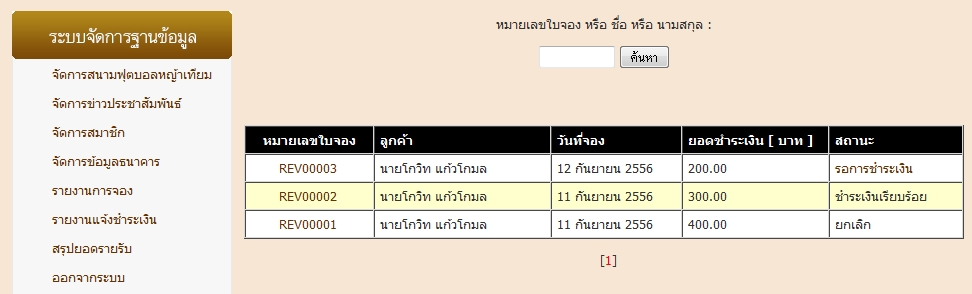 ระบบจัดการฐานข้อมูล
จัดการสนามฟุตบอลหญ้าเทียม
จัดการข่าวประชาสัมพันธ์
จัดการสมาชิก
จัดการข้อมูลธนาคาร
รายงานการจอง
รายงานแจ้งชำระเงิน
สรุปยอดรายรับ
ออกจากระบบ
หมายเลขใบจอง หรือ ชื่อ หรือ นามสกุล :
ค้นหา
หมายเลขใบจอง ลูกค้า วันที่จอง ยอดชำระเงิน [ บาท ] สถานะ
REV00003 นายโกวิท แก้วโกมล 12 กันยายน 2556 200.00 รอการชำระเงิน
REV00002 นายโกวิท แก้วโกมล 11 กันยายน 2556 300.00 ชำระเงินเรียบร้อย
REV00001 นายโกวิท แก้วโกมล 11 กันยายน 2556 400.00 ยกเลิก
[1]